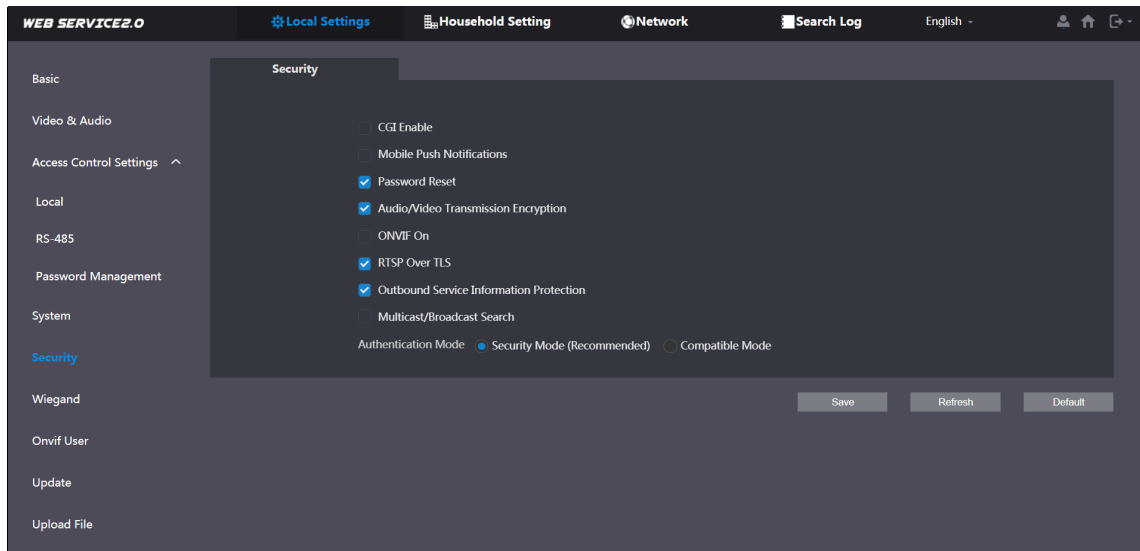 WEB SERVICE2.0 Local Settings Household Setting Network Search Log English
Basic
Video & Audio
Access Control Settings
Local
RS-485
Password Management
System
Security
Wiegand
Onvif User
Update
Upload File
Security
CGI Enable
Mobile Push Notifications
Password Reset
Audio/Video Transmission Encryption
ONVIF On
RTSP Over TLS
Outbound Service Information Protection
Multicast/Broadcast Search
Authentication Mode Security Mode (Recommended) Compatible Mode
Save Refresh Default